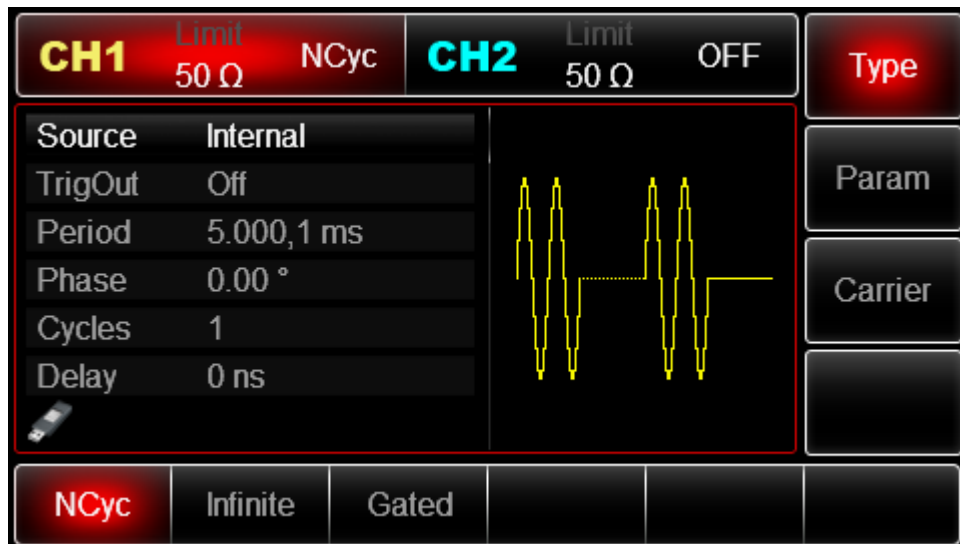 CH1 Limit 50 Ω NCyc CH2 Limit 50 Ω OFF Type
Source Internal
TrigOut Off
Param
Period 5.000,1 ms
Phase 0.00 °
Carrier
Cycles 1
Delay 0 ns
NCyc Infinite Gated